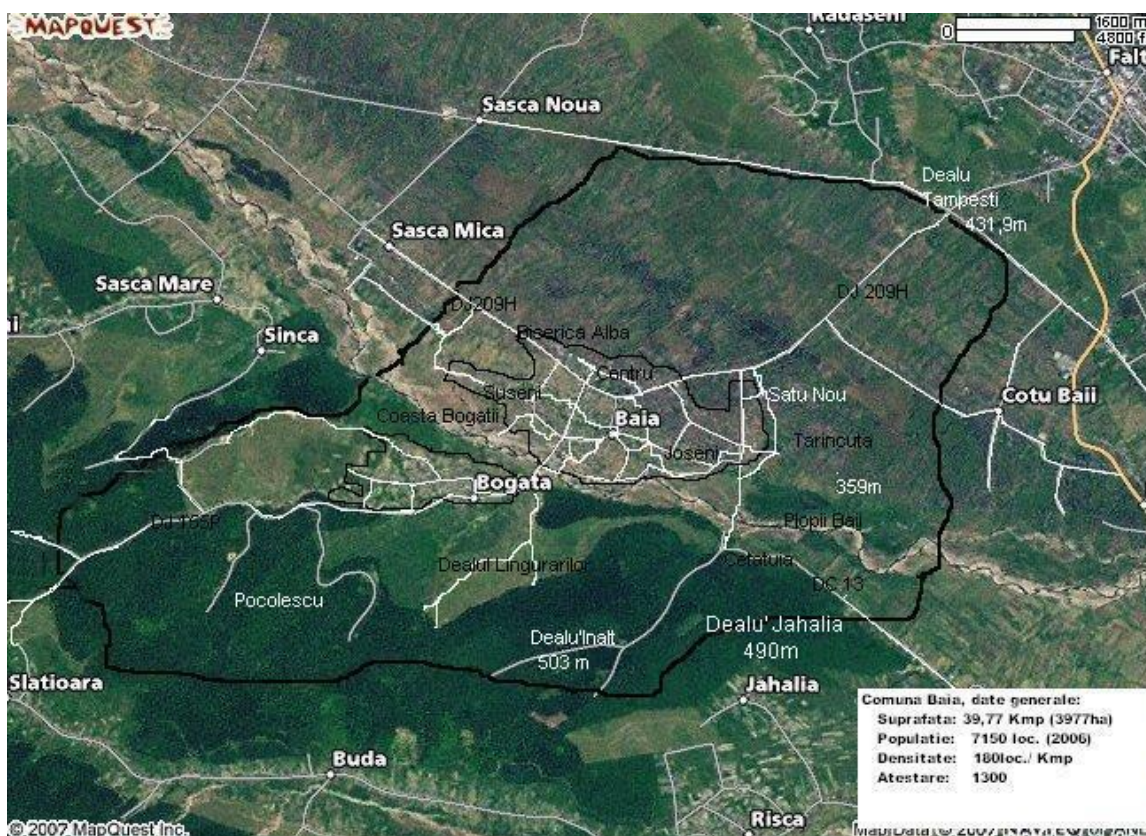 MAPQUEST
Radaseni
1600 m
0
4800 f
Falt
Sasca Noua
Dealu
Tampesti
431,9m
Sasca Mica
Sasca Mare
DJ209H
DJ 209H
Sinca
Biserica Alba
Centru
Suseni
Satu Nou
Cotu Baii
Coasta Bogatii
Baia
Tarincuta
Joseni
Bogata
359m
Plopii Baii
Dealul Lingurarilor
Cetatuia
DC 13
Pocolescu
Dealu'Inalt
503 m
Dealu'Jahalia
490m
Slatioara
Jahalia
Comuna Baia, date generale:
Suprafata: 39,77 Kmp (3977ha)
Populatie: 7150 loc. (2006)
Densitate: 180loc./ Kmp
Atestare: 1300
Buda
Risca
© 2007 MapQuest Inc.